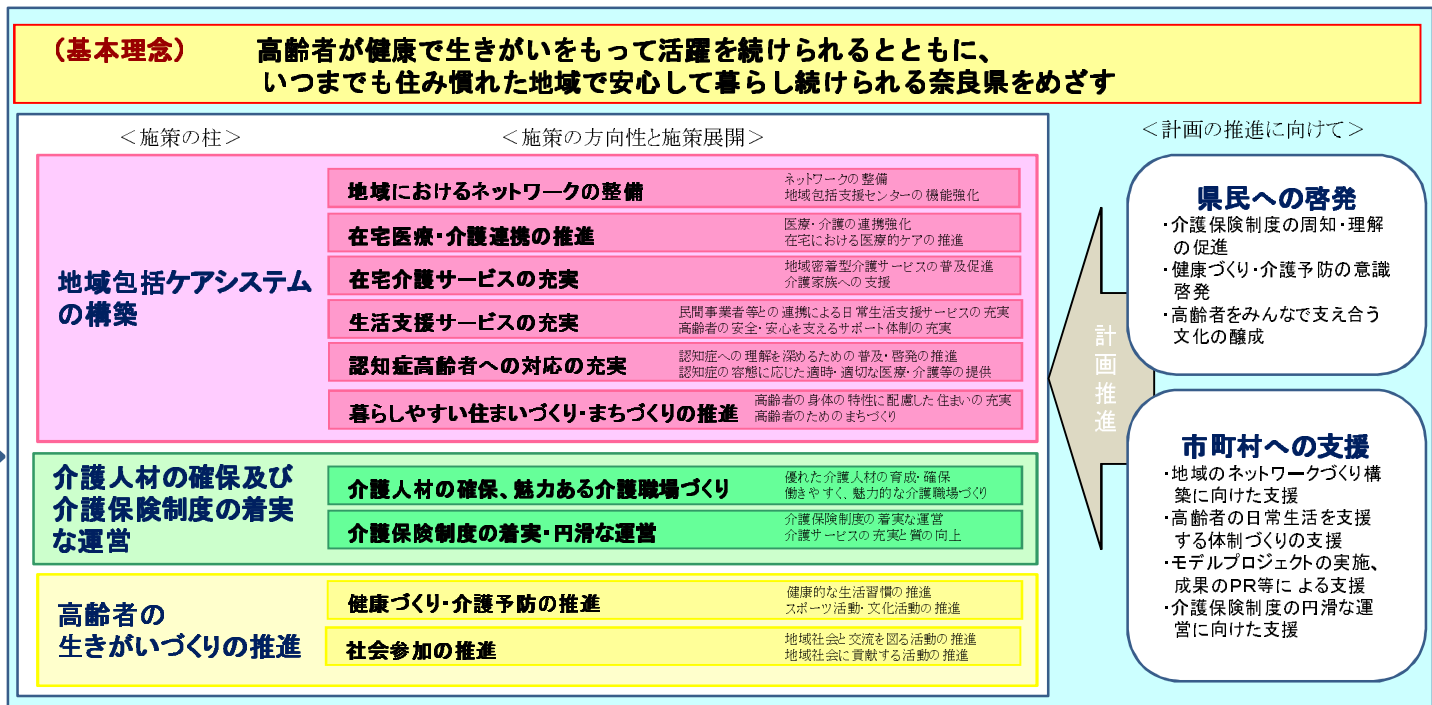 (基本理念) 高齢者が健康で生きがいをもって活躍を続けられるとともに、
いつまでも住み慣れた地域で安心して暮らし続けられる奈良県をめざす
＜施策の柱＞
＜施策の方向性と施策展開＞
地域包括ケアシステム
の構築
地域におけるネットワークの整備
ネットワークの整備
地域包括支援センターの機能強化
在宅医療・介護連携の推進
医療・介護の連携強化
在宅における医療的ケアの推進
在宅介護サービスの充実
地域密着型介護サービスの普及促進
介護家族への支援
生活支援サービスの充実
民間事業者等との連携による日常生活支援サービスの充実
高齢者の安全・安心を支えるサポート体制の充実
認知症高齢者への対応の充実
認知症への理解を深めるための普及・啓発の推進
認知症の容態に応じた適時・適切な医療・介護等の提供
暮らしやすい住まいづくり・まちづくりの推進
高齢者の身体の特性に配慮した住まいの充実
高齢者のためのまちづくり
介護人材の確保及び
介護保険制度の着実
な運営
介護人材の確保、魅力ある介護職場づくり
優れた介護人材の育成・確保
働きやすく、魅力的な介護職場づくり
介護保険制度の着実・円滑な運営
介護保険制度の着実な運営
介護サービスの充実と質の向上
高齢者の
生きがいづくりの推進
健康づくり・介護予防の推進
健康的な生活習慣の推進
スポーツ活動・文化活動の推進
社会参加の推進
地域社会と交流を図る活動の推進
地域社会に貢献する活動の推進
計画推進
＜計画の推進に向けて＞
県民への啓発
・介護保険制度の周知・理解
の促進
・健康づくり・介護予防の意識
啓発
・高齢者をみんなで支え合う
文化の醸成
市町村への支援
・地域のネットワークづくり構
築に向けた支援
・高齢者の日常生活を支援
する体制づくりの支援
・モデルプロジェクトの実施、
成果のPR等による支援
・介護保険制度の円滑な運
営に向けた支援